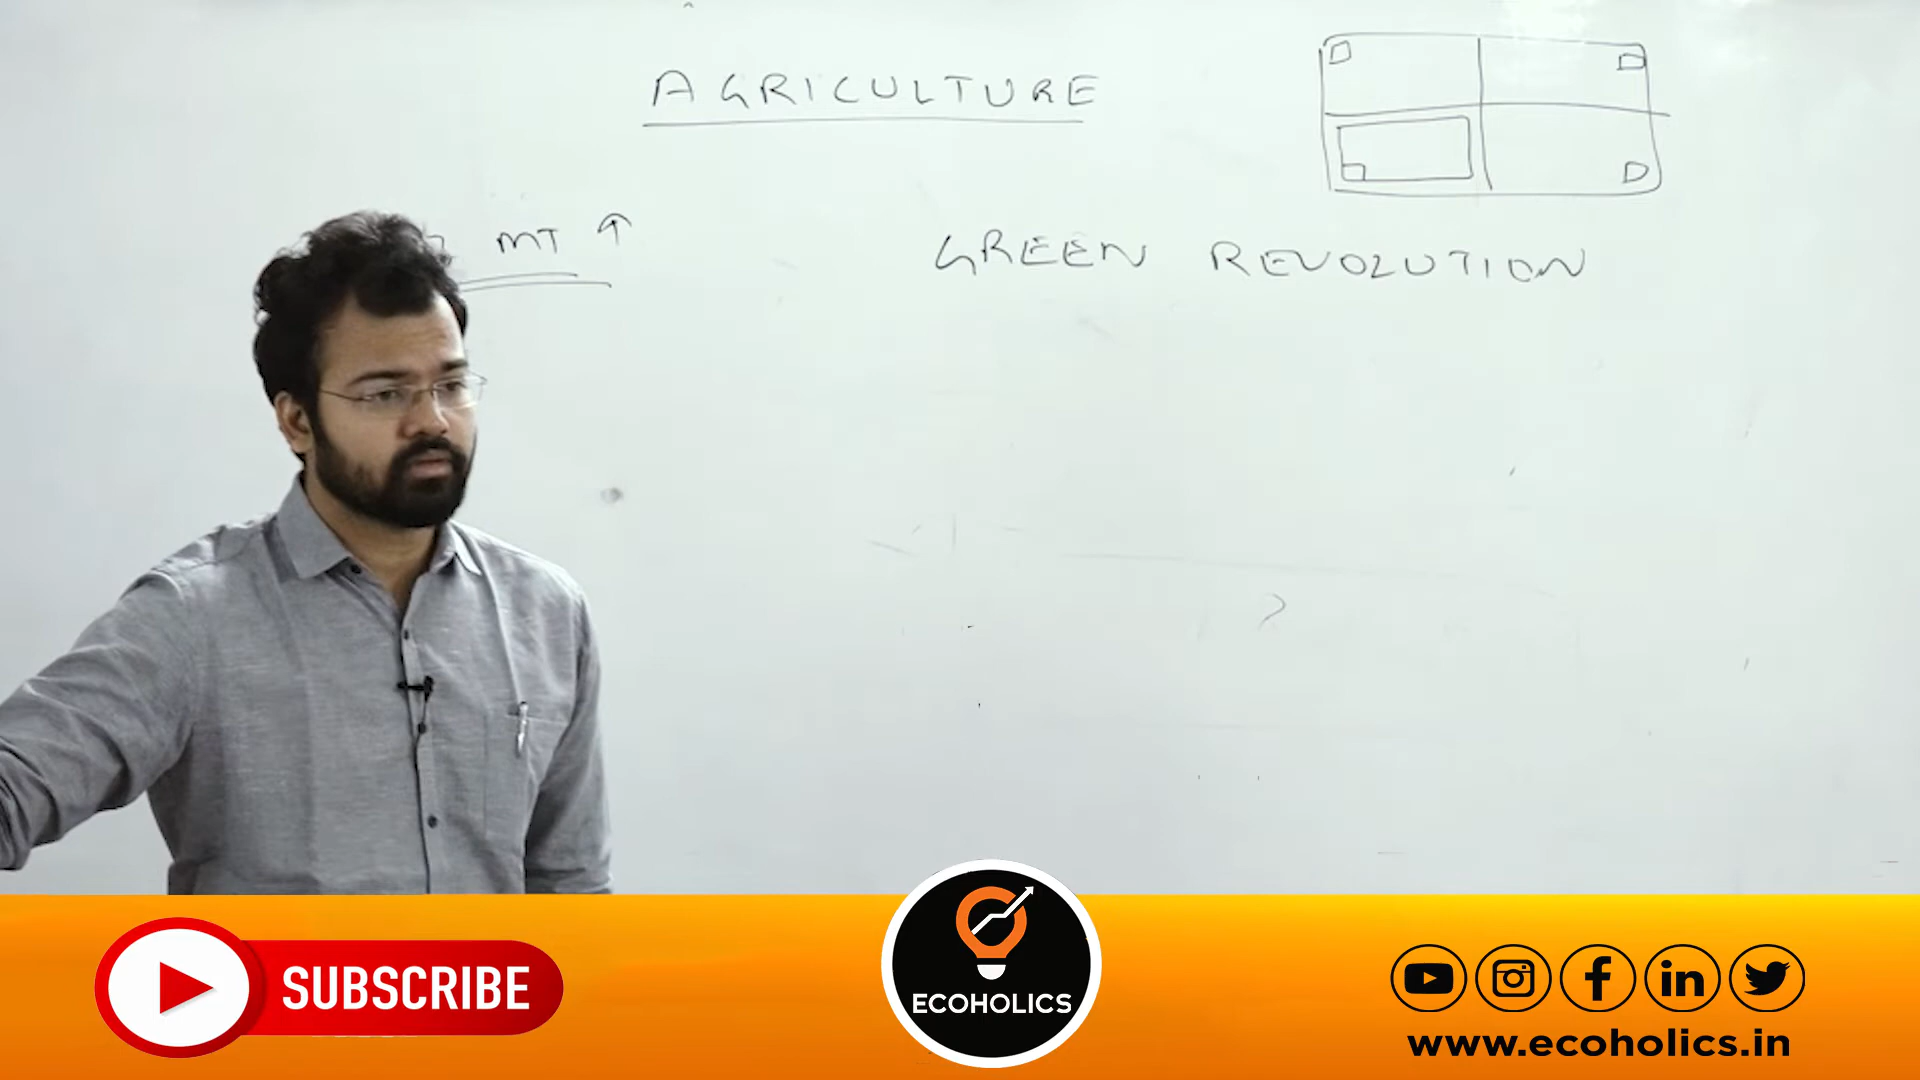 AGRICULTURE
MT ↑
GREEN REVOLUTION
SUBSCRIBE
ECOHOLICS
www.ecoholics.in